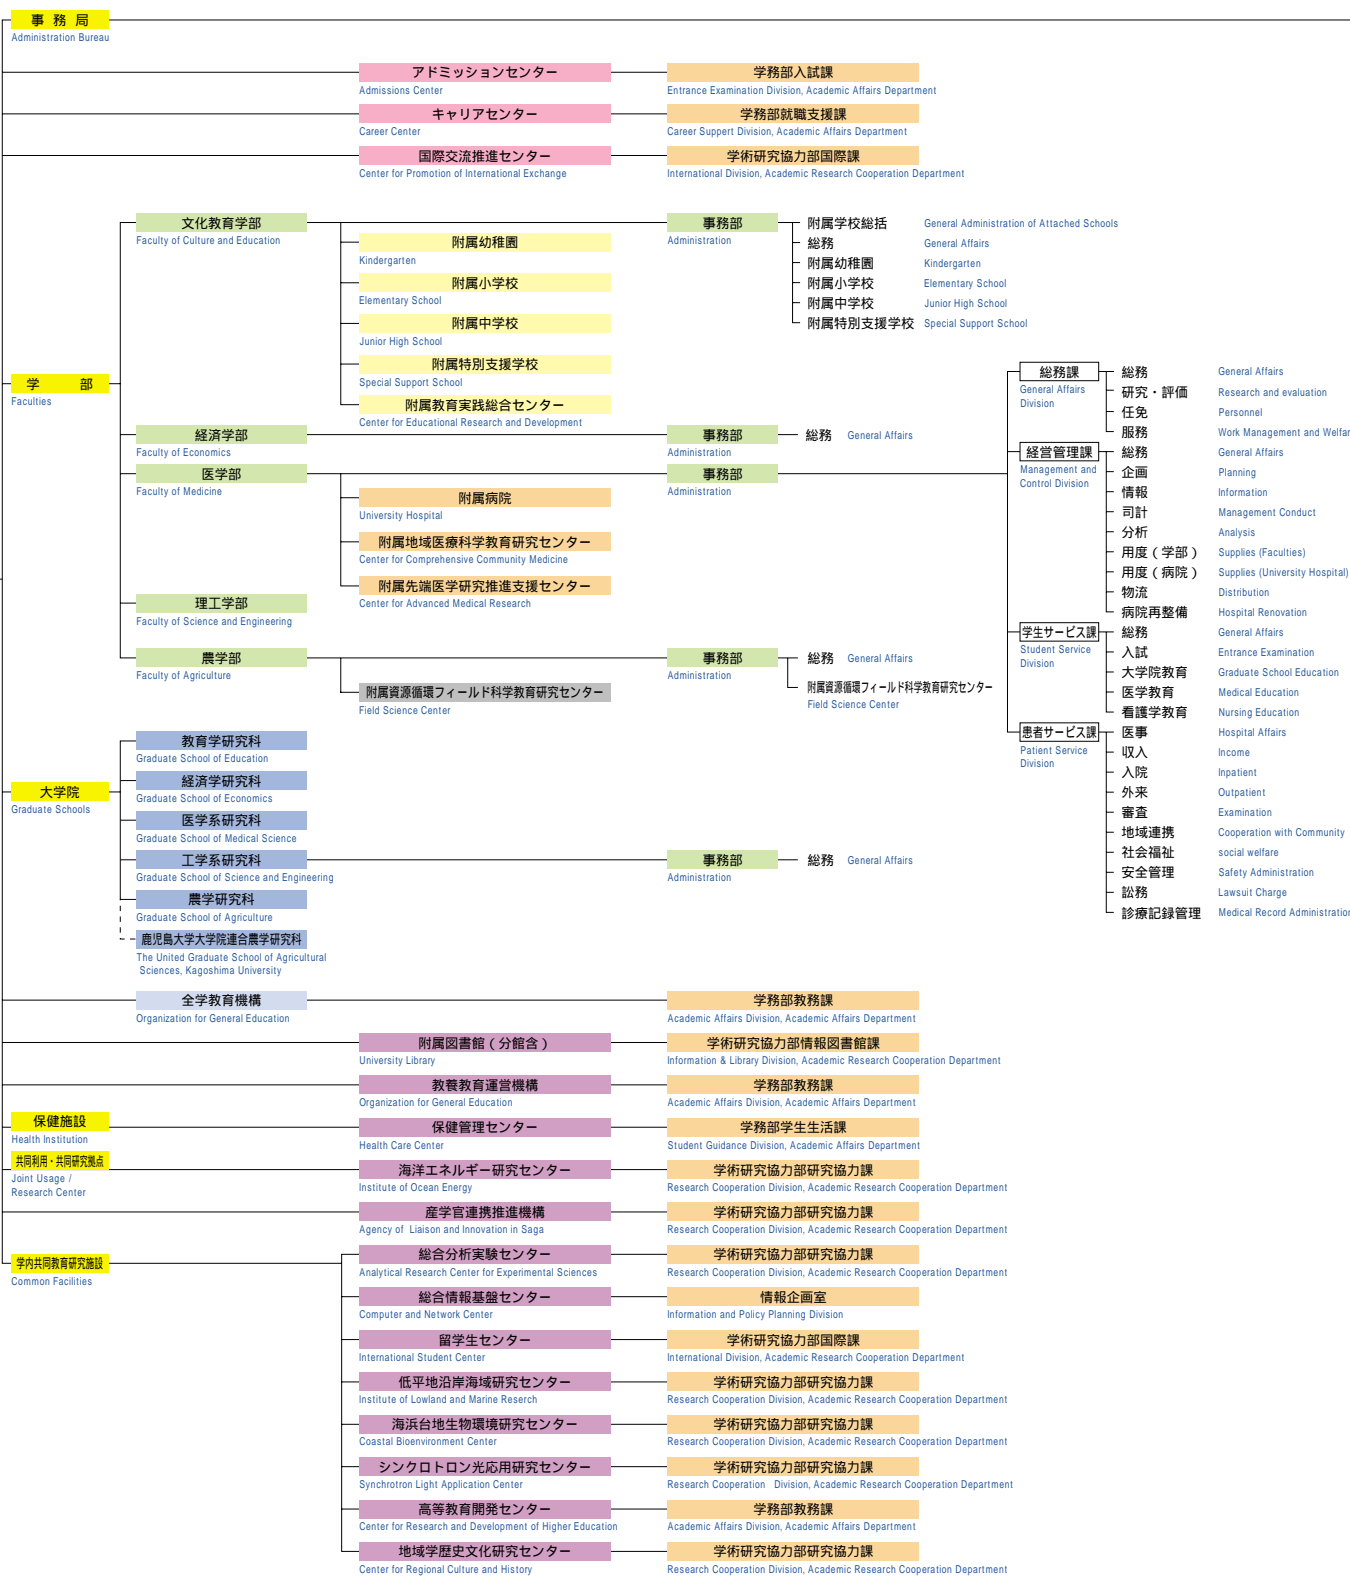 事務局
Administration Bureau
アドミッションセンター 学務部入試課
Admissions Center Entrance Examination Division, Academic Affairs Department
キャリアセンター 学務部就職支援課
Career Center Career Support Division, Academic Affairs Department
国際交流推進センター 学術研究協力部国際課
Center for Promotion of International Exchange International Division, Academic Research Cooperation Department
学 部
Faculties
文化教育学部
Faculty of Culture and Education
附属幼稚園
Kindergarten
附属小学校
Elementary School
附属中学校
Junior High School
附属特別支援学校
Special Support School
附属教育実践総合センター
Center for Educational Research and Development
事務部
Administration
附属学校総括 General Administration of Attached Schools
総務 General Affairs
附属幼稚園 Kindergarten
附属小学校 Elementary School
附属中学校 Junior High School
附属特別支援学校 Special Support School
経済学部 事務部 総務 General Affairs
Faculty of Economics Administration
医学部 事務部
Faculty of Medicine Administration
附属病院
University Hospital
附属地域医療科学教育研究センター
Center for Comprehensive Community Medicine
附属先端医学研究推進支援センター
Center for Advanced Medical Research
総務課
General Affairs
Division
総務 General Affairs
研究・評価 Research and evaluation
任免 Personnel
服務 Work Management and Welfar
経営管理課
Management and
Control Division
総務 General Affairs
企画 Planning
情報 Information
司計 Management Conduct
分析 Analysis
用度(学部) Supplies (Faculties)
用度(病院) Supplies (University Hospital)
物流 Distribution
病院再整備 Hospital Renovation
学生サービス課
Student Service
Division
総務 General Affairs
入試 Entrance Examination
大学院教育 Graduate School Education
医学教育 Medical Education
看護学教育 Nursing Education
患者サービス課
Patient Service
Division
医事 Hospital Affairs
収入 Income
入院 Inpatient
外来 Outpatient
審査 Examination
地域連携 Cooperation with Community
社会福祉 social welfare
安全管理 Safety Administration
訟務 Lawsuit Charge
診療記録管理 Medical Record Administration
理工学部
Faculty of Science and Engineering
農学部 事務部 総務 General Affairs
Faculty of Agriculture Administration
附属資源循環フィールド科学教育研究センター 附属資源循環フィールド科学教育研究センター
Field Science Center Field Science Center
大学院
Graduate Schools
教育学研究科
Graduate School of Education
経済学研究科
Graduate School of Economics
医学系研究科
Graduate School of Medical Science
工学系研究科 事務部 総務 General Affairs
Graduate School of Science and Engineering Administration
農学研究科
Graduate School of Agriculture
鹿児島大学大学院連合農学研究科
The United Graduate School of Agricultural
Sciences, Kagoshima University
全学教育機構 学務部教務課
Organization for General Education Academic Affairs Division, Academic Affairs Department
附属図書館(分館含) 学術研究協力部情報図書館課
University Library Information & Library Division, Academic Research Cooperation Department
教養教育運営機構 学務部教務課
Organization for General Education Academic Affairs Division, Academic Affairs Department
保健施設 保健管理センター 学務部学生生活課
Health Institution Health Care Center Student Guidance Division, Academic Affairs Department
共同利用・共同研究拠点 海洋エネルギー研究センター 学術研究協力部研究協力課
Joint Usage / Institute of Ocean Energy Research Cooperation Division, Academic Research Cooperation Department
Research Center
産学官連携推進機構 学術研究協力部研究協力課
Agency of Liaison and Innovation in Saga Research Cooperation Division, Academic Research Cooperation Department
学内共同教育研究施設
Common Facilities
総合分析実験センター 学術研究協力部研究協力課
Analytical Research Center for Experimental Sciences Research Cooperation Division, Academic Research Cooperation Department
総合情報基盤センター 情報企画室
Computer and Network Center Information and Policy Planning Division
留学生センター 学術研究協力部国際課
International Student Center International Division, Academic Research Cooperation Department
低平地沿岸海域研究センター 学術研究協力部研究協力課
Institute of Lowland and Marine Reserch Research Cooperation Division, Academic Research Cooperation Department
海浜台地生物環境研究センター 学術研究協力部研究協力課
Coastal Bioenvironment Center Research Cooperation Division, Academic Research Cooperation Department
シンクロトロン光応用研究センター 学術研究協力部研究協力課
Synchrotron Light Application Center Research Cooperation Division, Academic Research Cooperation Department
高等教育開発センター 学務部教務課
Center for Research and Development of Higher Education Academic Affairs Division, Academic Affairs Department
地域学歴史文化研究センター 学術研究協力部研究協力課
Center for Regional Culture and History Research Cooperation Division, Academic Research Cooperation Department